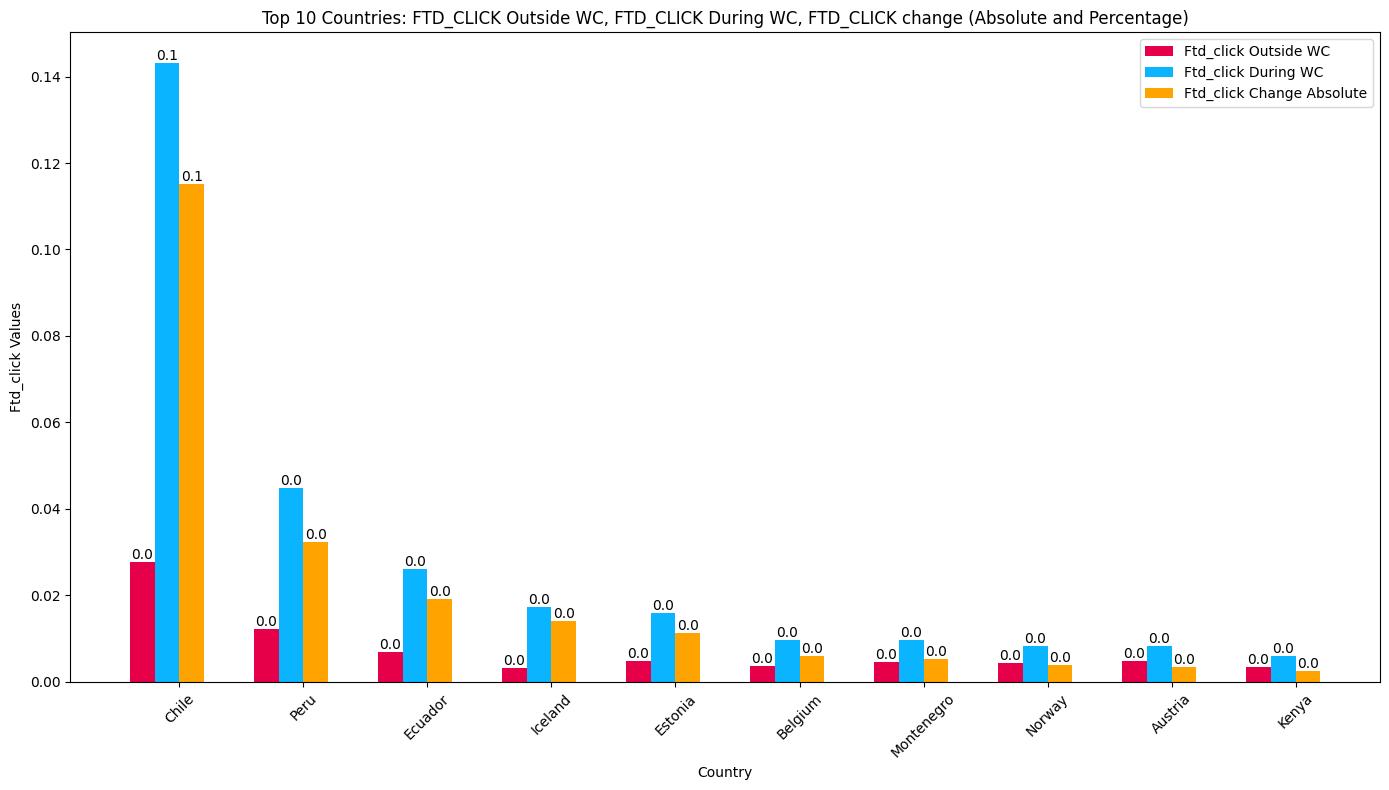 Top 10 Countries: FTD_CLICK Outside WC, FTD_CLICK During WC, FTD_CLICK change (Absolute and Percentage)
Ftd_click Outside WC
Ftd_click During WC
Ftd_click Change Absolute
Ftd_click Values
0.14
0.12
0.10
0.08
0.06
0.04
0.02
0.00
0.0 0.1 0.1
0.0 0.0 0.0
0.0 0.0 0.0
0.0 0.0 0.0
0.0 0.0 0.0
0.0 0.0 0.0
0.0 0.0 0.0
0.0 0.0 0.0
0.0 0.0 0.0
0.0 0.0 0.0
Chile
Peru
Ecuador
Iceland
Estonia
Belgium
Montenegro
Norway
Austria
Kenya
Country